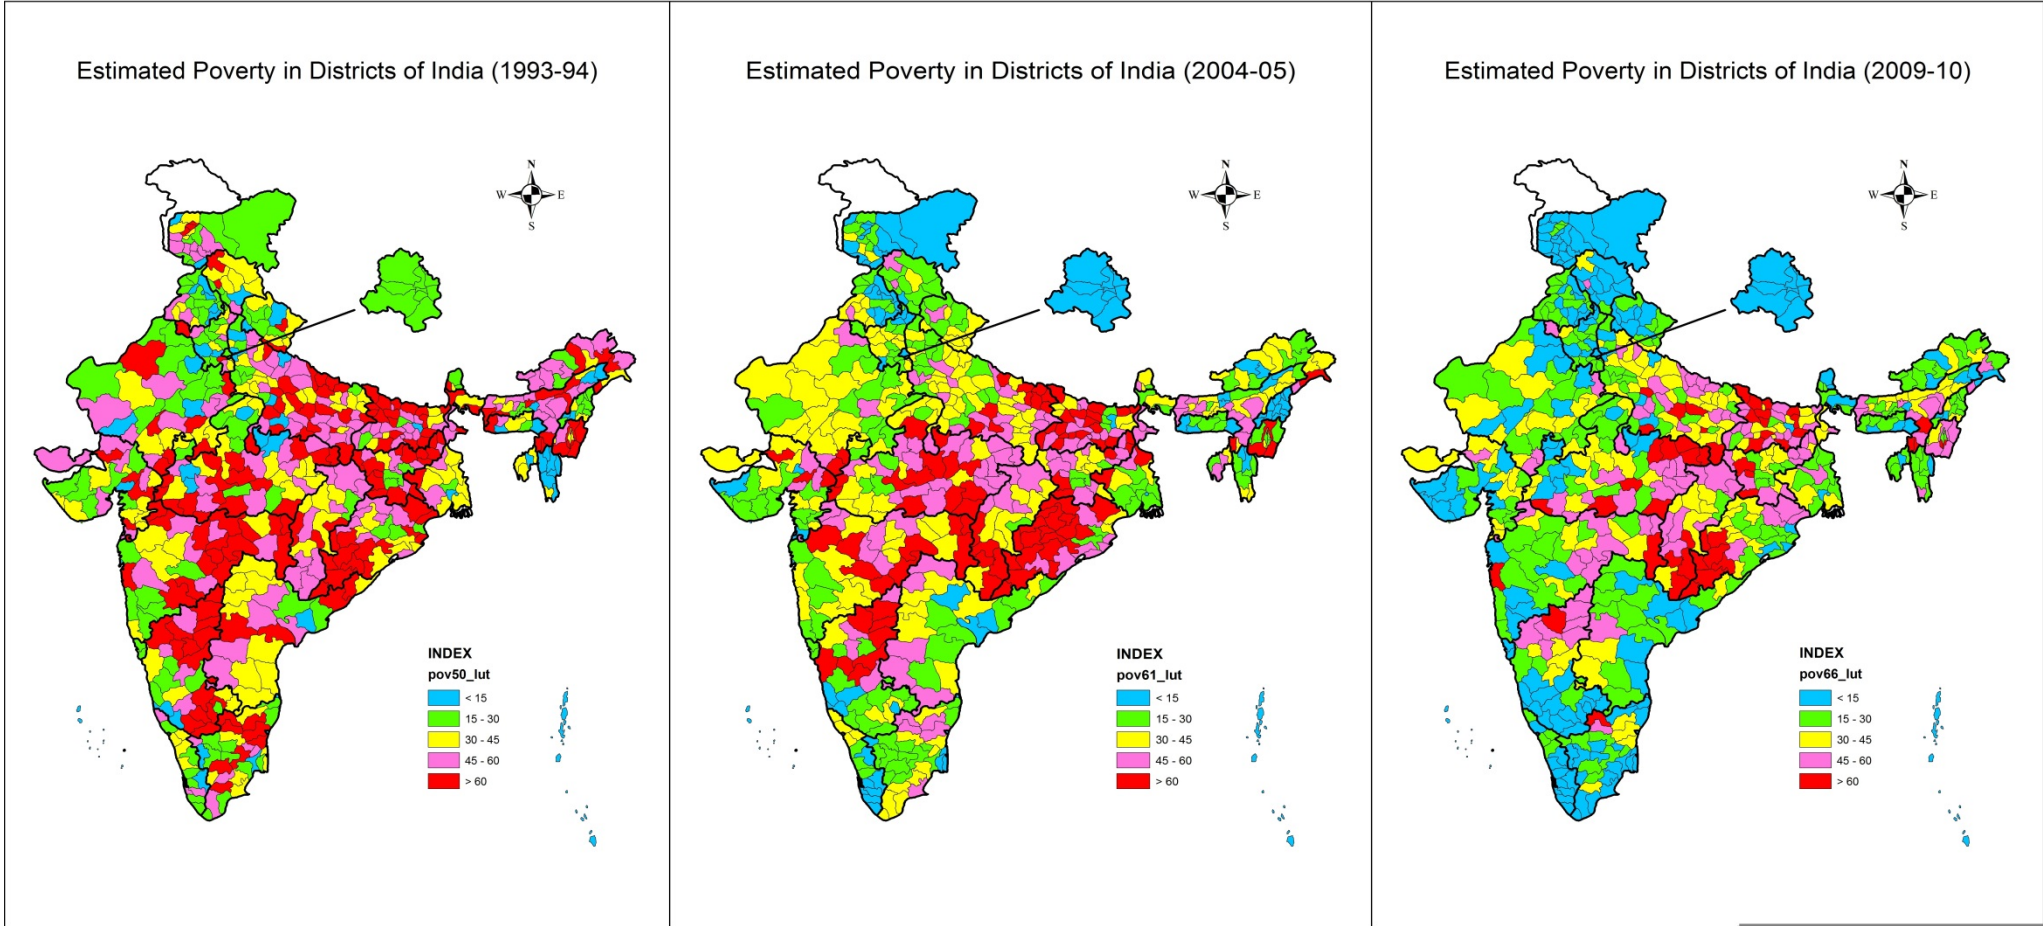 Estimated Poverty in Districts of India (1993-94)
N
W E
S
INDEX
pov50_lut
< 15
15 - 30
30 - 45
45 - 60
> 60
Estimated Poverty in Districts of India (2004-05)
N
W E
S
INDEX
pov61_lut
< 15
15 - 30
30 - 45
45 - 60
> 60
Estimated Poverty in Districts of India (2009-10)
N
W E
S
INDEX
pov66_lut
< 15
15 - 30
30 - 45
45 - 60
> 60